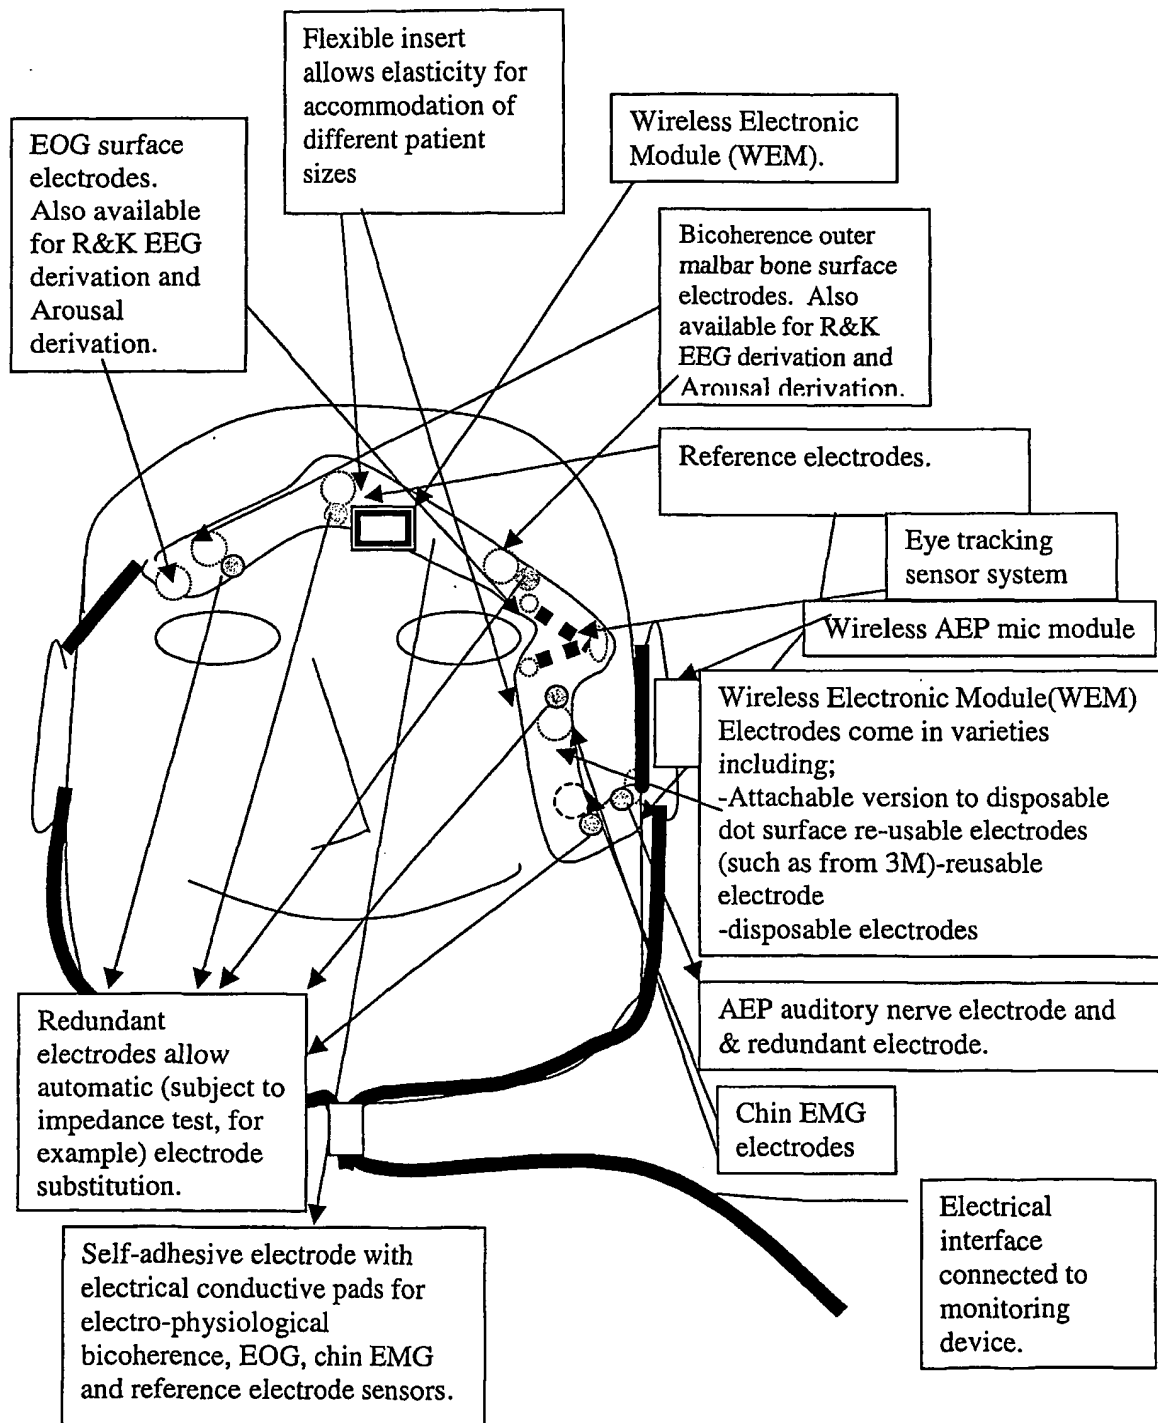 Flexible insert
allows elasticity for
accommodation of
different patient
sizes
Wireless Electronic
Module (WEM).
EOG surface
electrodes.
Also available
for R&K EEG
derivation and
Arousal
derivation.
Bicoherence outer
malbar bone surface
electrodes. Also
available for R&K
EEG derivation and
Arousal derivation.
Reference electrodes.
Eye tracking
sensor system
Wireless AEP mic module
Wireless Electronic Module(WEM)
Electrodes come in varieties
including;
-Attachable version to disposable
dot surface re-usable electrodes
(such as from 3M)-reusable
electrode
-disposable electrodes
AEP auditory nerve electrode and
& redundant electrode.
Redundant
electrodes allow
automatic (subject to
impedance test, for
example) electrode
substitution.
Chin EMG
electrodes
Electrical
interface
connected to
monitoring
device.
Self-adhesive electrode with
electrical conductive pads for
electro-physiological
bicoherence, EOG, chin EMG
and reference electrode sensors.